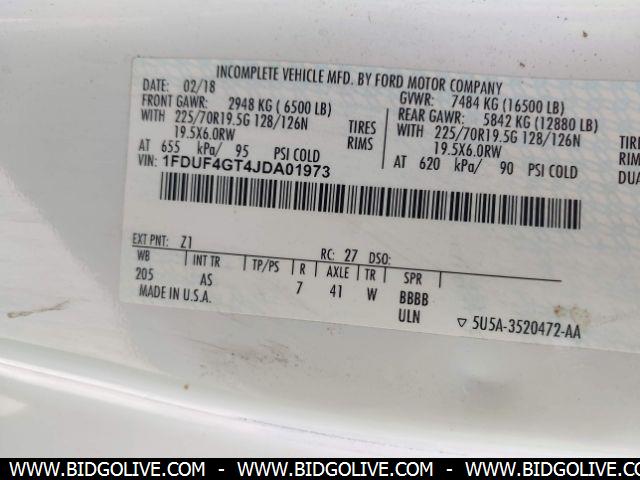 INCOMPLETE VEHICLE MFD. BY FORD MOTOR COMPANY
DATE: 02/18 GVWR: 7484 KG (16500 LB)
FRONT GAWR: 2948 KG ( 6500 LB) REAR GAWR: 5842 KG (12880 LB)
WITH 225/70R19.5G 128/126N TIRES WITH 225/70R19.5G 128/126N TIRES
19.5X6.0RW RIMS 19.5X6.0RW RIMS
AT 655 kPa/ 95 PSI COLD AT 620 kPa/ 90 PSI COLD DUA
VIN: 1FDUF4GT4JDA01973
EXT PNT: Z1 RC: 27 DSO:
WB INT TR TP/PS R AXLE TR SPR
205 AS 7 41 W BBBB
MADE IN U.S.A. ULN ▽ 5U5A-3520472-AA
WWW.BIDGOLIVE.COM - WWW.BIDGOLIVE.COM - WWW.BIDGOLIVE.COM